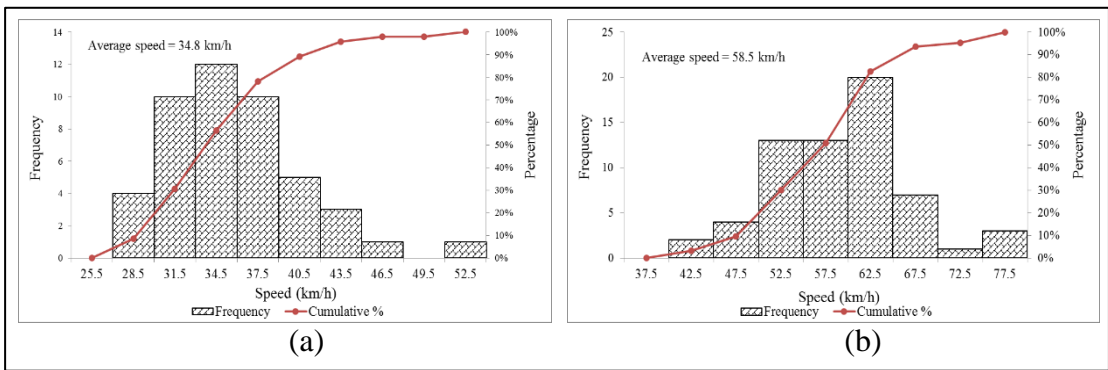 Average speed = 34.8 km/h
Frequency
14
12
10
8
6
4
2
0
100%
90%
80%
70%
60%
50%
40%
30%
20%
10%
0%
Percentage
25.5 28.5 31.5 34.5 37.5 40.5 43.5 46.5 49.5 52.5
Speed (km/h)
Frequency Cumulative %
(a)
Average speed = 58.5 km/h
Frequency
25
20
15
10
5
0
100%
90%
80%
70%
60%
50%
40%
30%
20%
10%
0%
Percentage
37.5 42.5 47.5 52.5 57.5 62.5 67.5 72.5 77.5
Speed (km/h)
Frequency Cumulative %
(b)